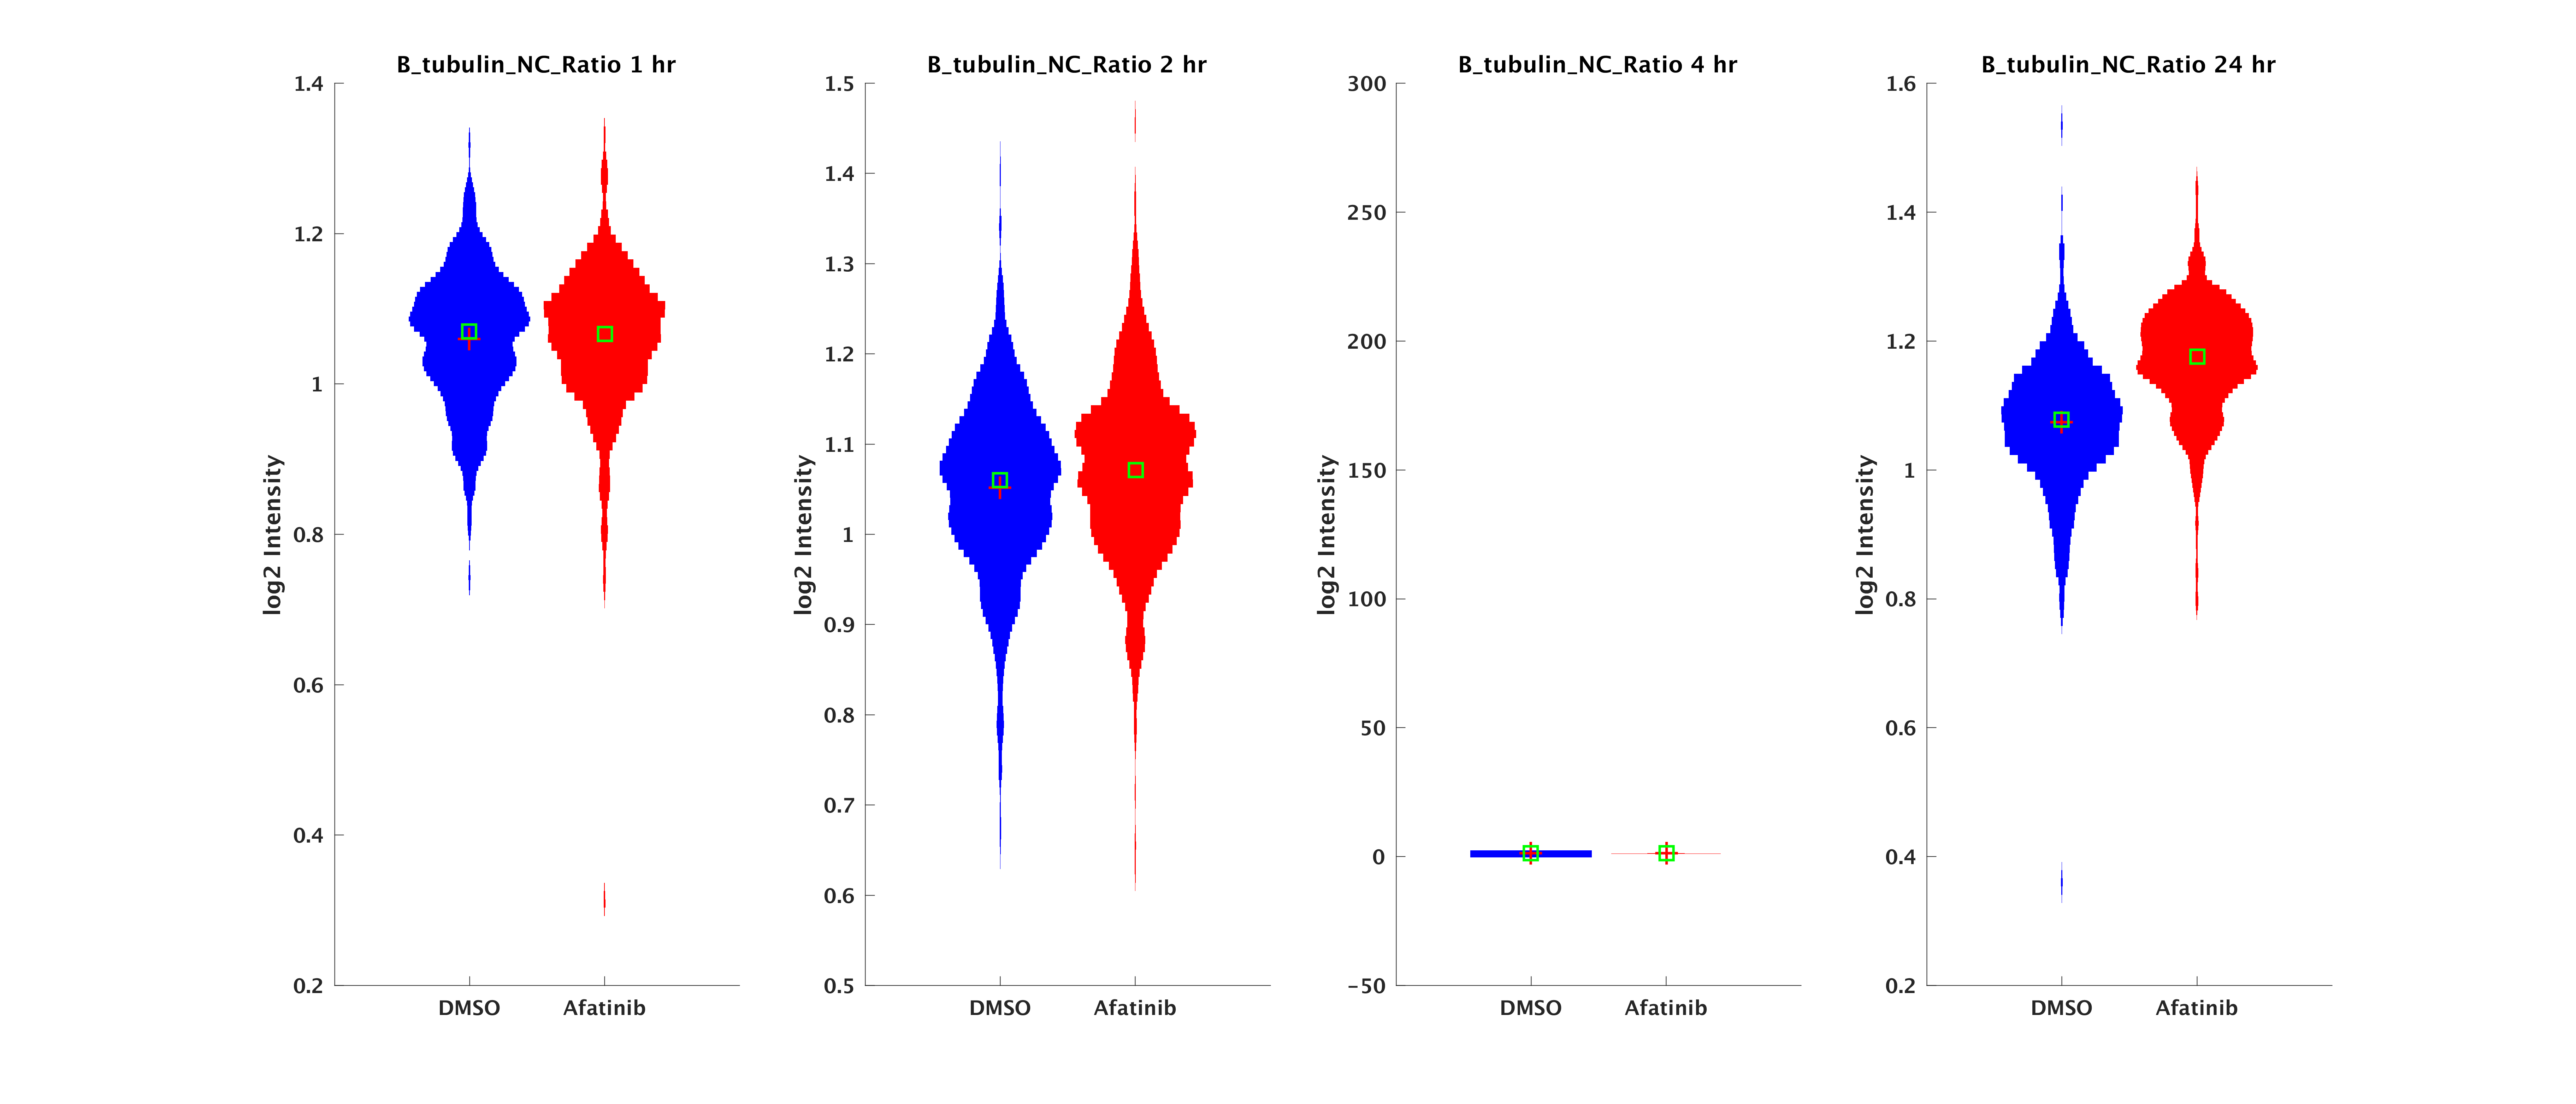 B_tubulin_NC_Ratio 1 hr
log2 Intensity
1.4
1.2
1
0.8
0.6
0.4
0.2
DMSO Afatinib
B_tubulin_NC_Ratio 2 hr
log2 Intensity
1.5
1.4
1.3
1.2
1.1
1
0.9
0.8
0.7
0.6
0.5
DMSO Afatinib
B_tubulin_NC_Ratio 4 hr
log2 Intensity
300
250
200
150
100
50
0
-50
DMSO Afatinib
B_tubulin_NC_Ratio 24 hr
log2 Intensity
1.6
1.4
1.2
1
0.8
0.6
0.4
0.2
DMSO Afatinib